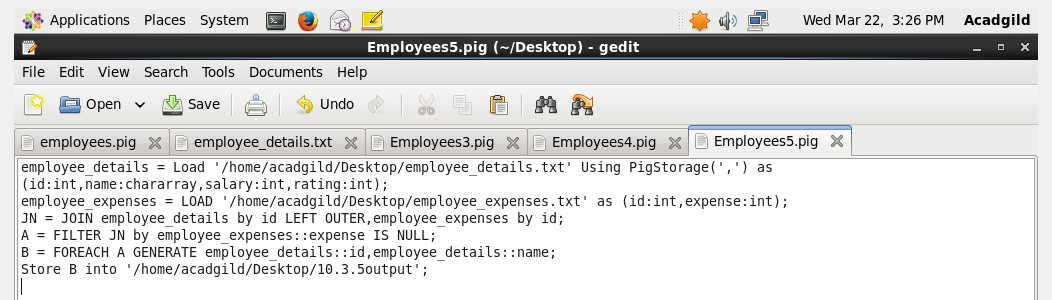 Applications Places System Wed Mar 22, 3:26 PM Acadgild
Employees5.pig (~/Desktop) - gedit
File Edit View Search Tools Documents Help
Open Save Undo
employees.pig employee_details.txt Employees3.pig Employees4.pig Employees5.pig
employee_details = Load '/home/acadgild/Desktop/employee_details.txt' Using PigStorage(',') as
(id:int,name:chararray,salary:int,rating:int);
employee_expenses = LOAD '/home/acadgild/Desktop/employee_expenses.txt' as (id:int,expense:int);
JN = JOIN employee_details by id LEFT OUTER,employee_expenses by id;
A = FILTER JN by employee_expenses::expense IS NULL;
B = FOREACH A GENERATE employee_details::id,employee_details::name;
Store B into '/home/acadgild/Desktop/10.3.5output';